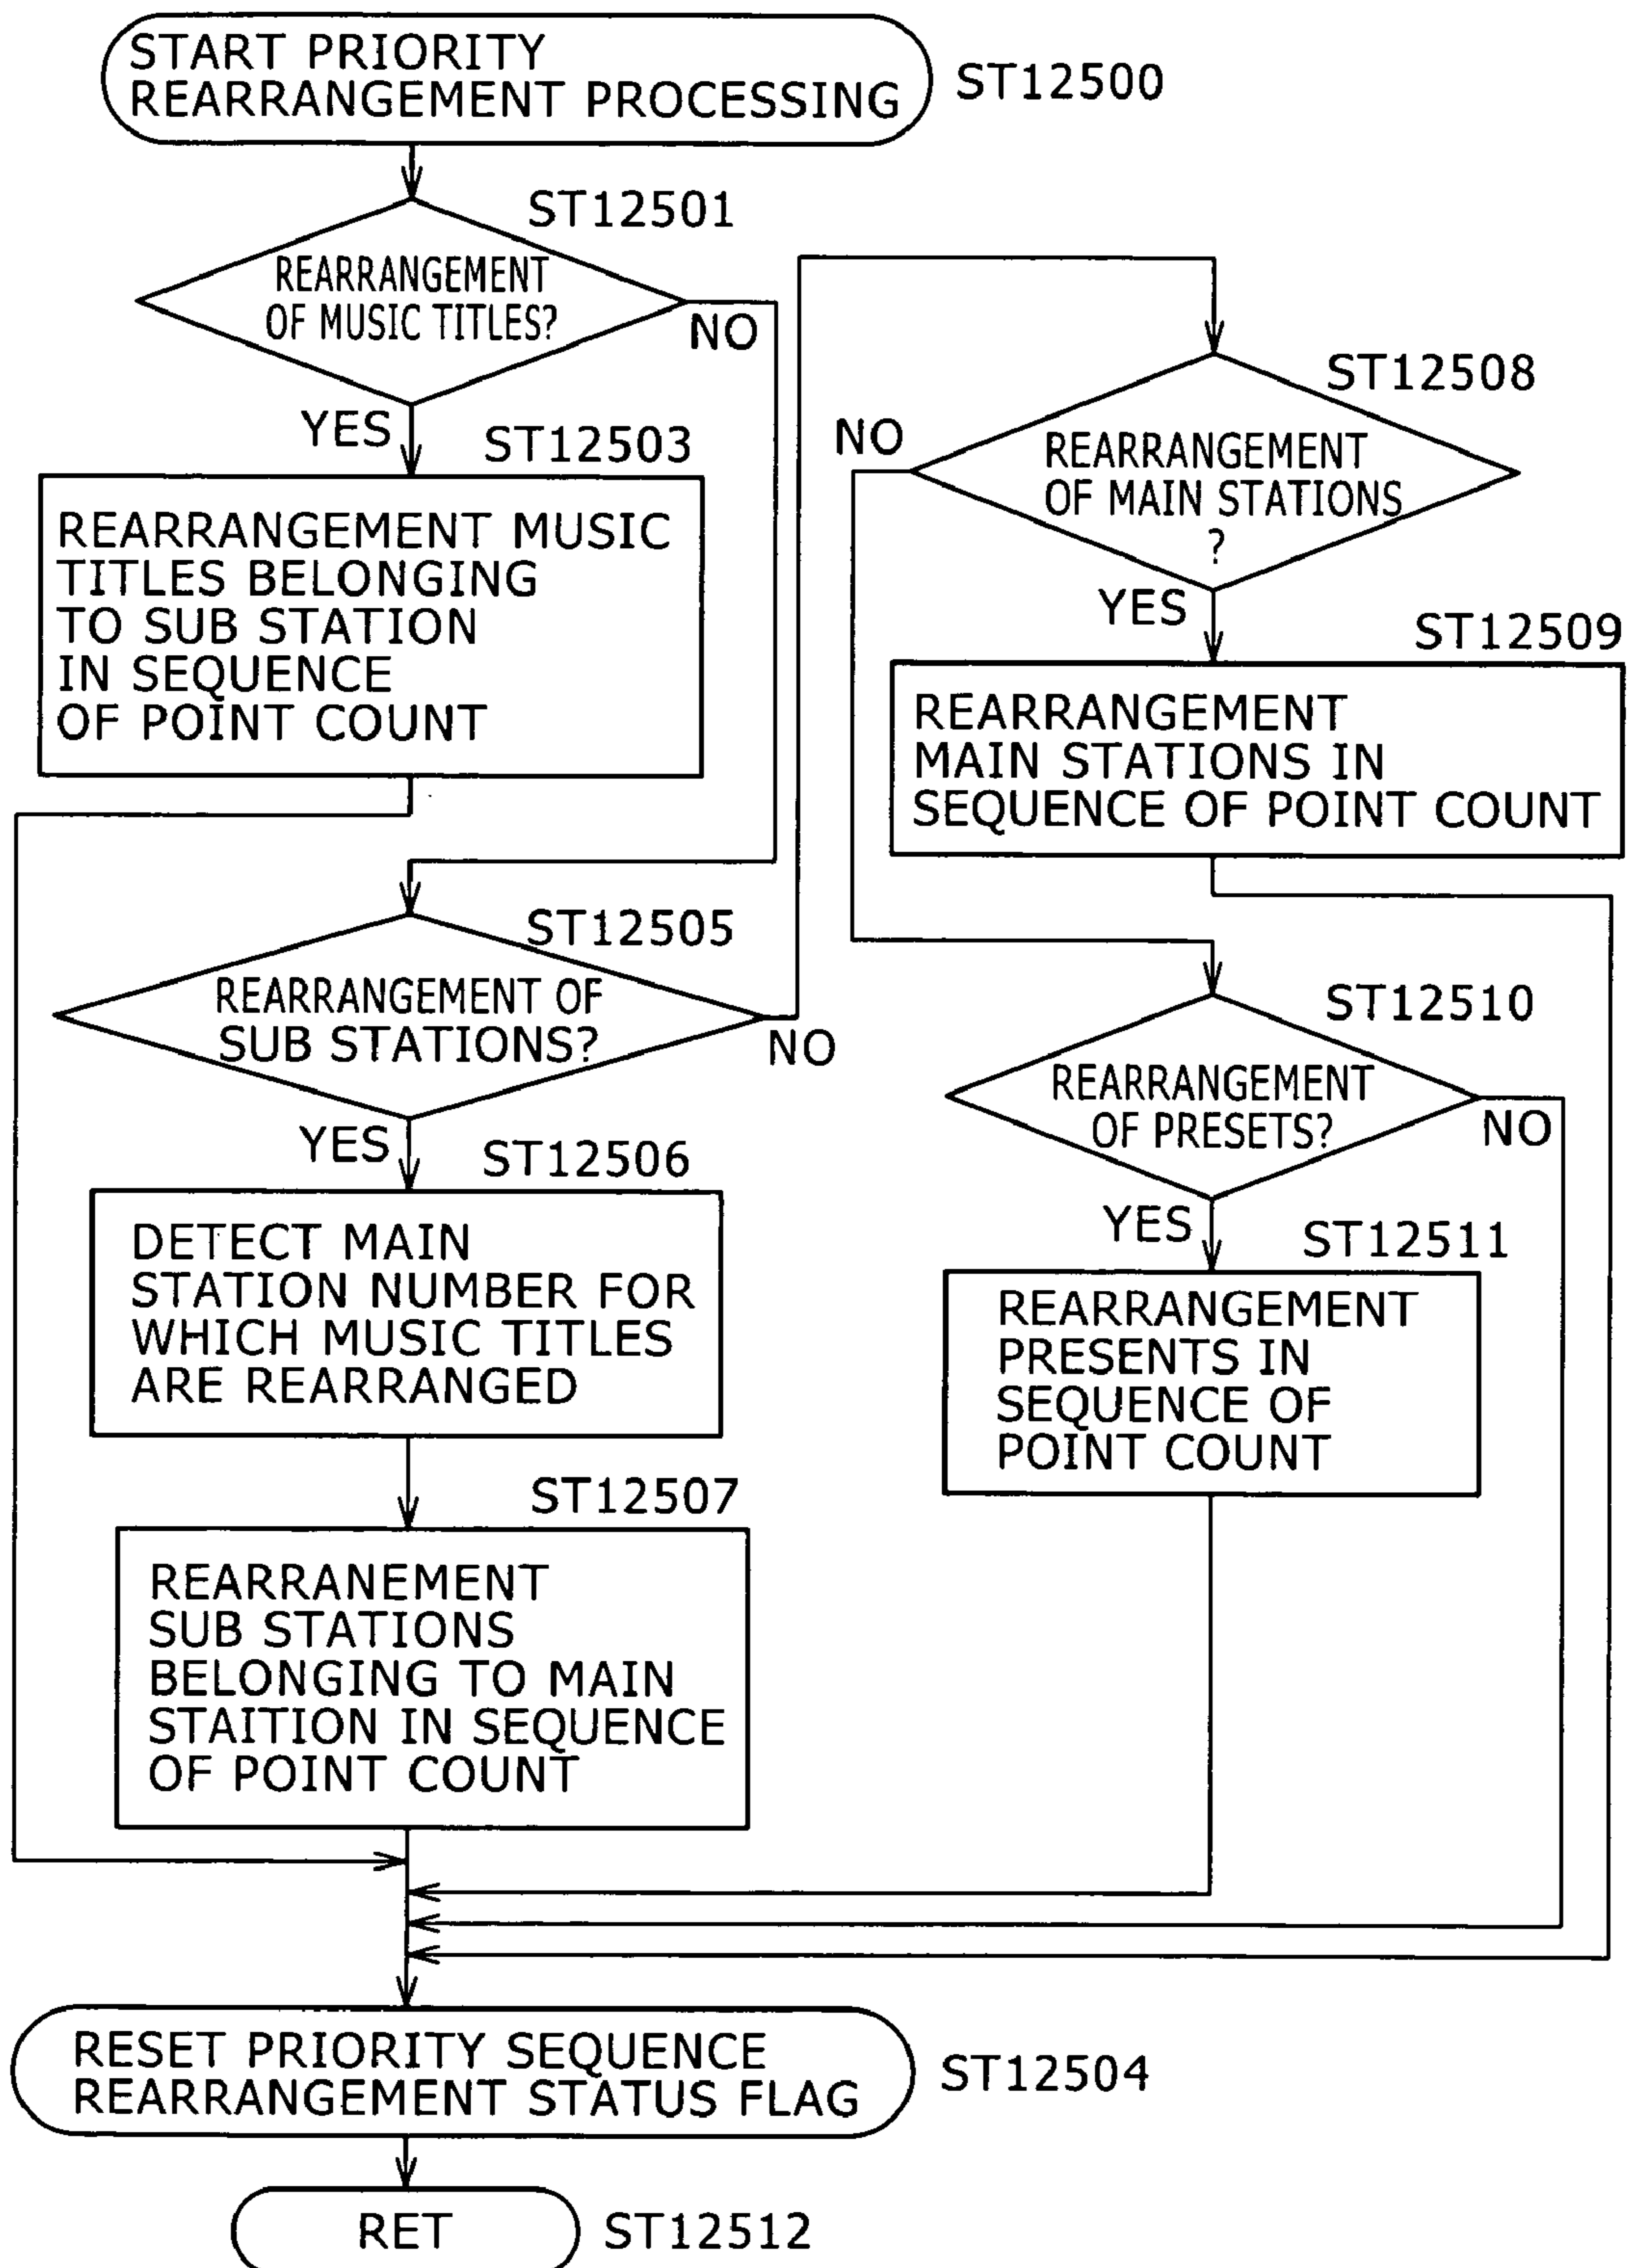 START PRIORITY
REARRANGEMENT PROCESSING
ST12500
ST12501
REARRANGEMENT
OF MUSIC TITLES?
NO
YES
ST12503
REARRANGEMENT MUSIC
TITLES BELONGING
TO SUB STATION
IN SEQUENCE
OF POINT COUNT
ST12505
REARRANGEMENT OF
SUB STATIONS?
NO
YES
ST12506
DETECT MAIN
STATION NUMBER FOR
WHICH MUSIC TITLES
ARE REARRANGED
ST12507
REARRANEMENT
SUB STATIONS
BELONGING TO MAIN
STAITION IN SEQUENCE
OF POINT COUNT
ST12508
NO
REARRANGEMENT
OF MAIN STATIONS
?
YES
ST12509
REARRANGEMENT
MAIN STATIONS IN
SEQUENCE OF POINT COUNT
ST12510
REARRANGEMENT
OF PRESETS?
NO
YES
ST12511
REARRANGEMENT
PRESENTS IN
SEQUENCE OF
POINT COUNT
RESET PRIORITY SEQUENCE
REARRANGEMENT STATUS FLAG
ST12504
RET
ST12512